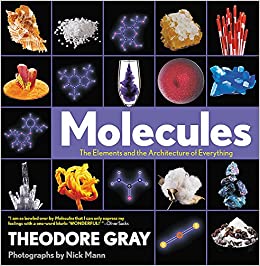 Molecules
The Elements and the Architecture of Everything
"I am so bowled over by Molecules that I can only express my
feelings with a one-word blurb: 'WONDERFUL!'" —Oliver Sacks
THEODORE GRAY
Photographs by Nick Mann